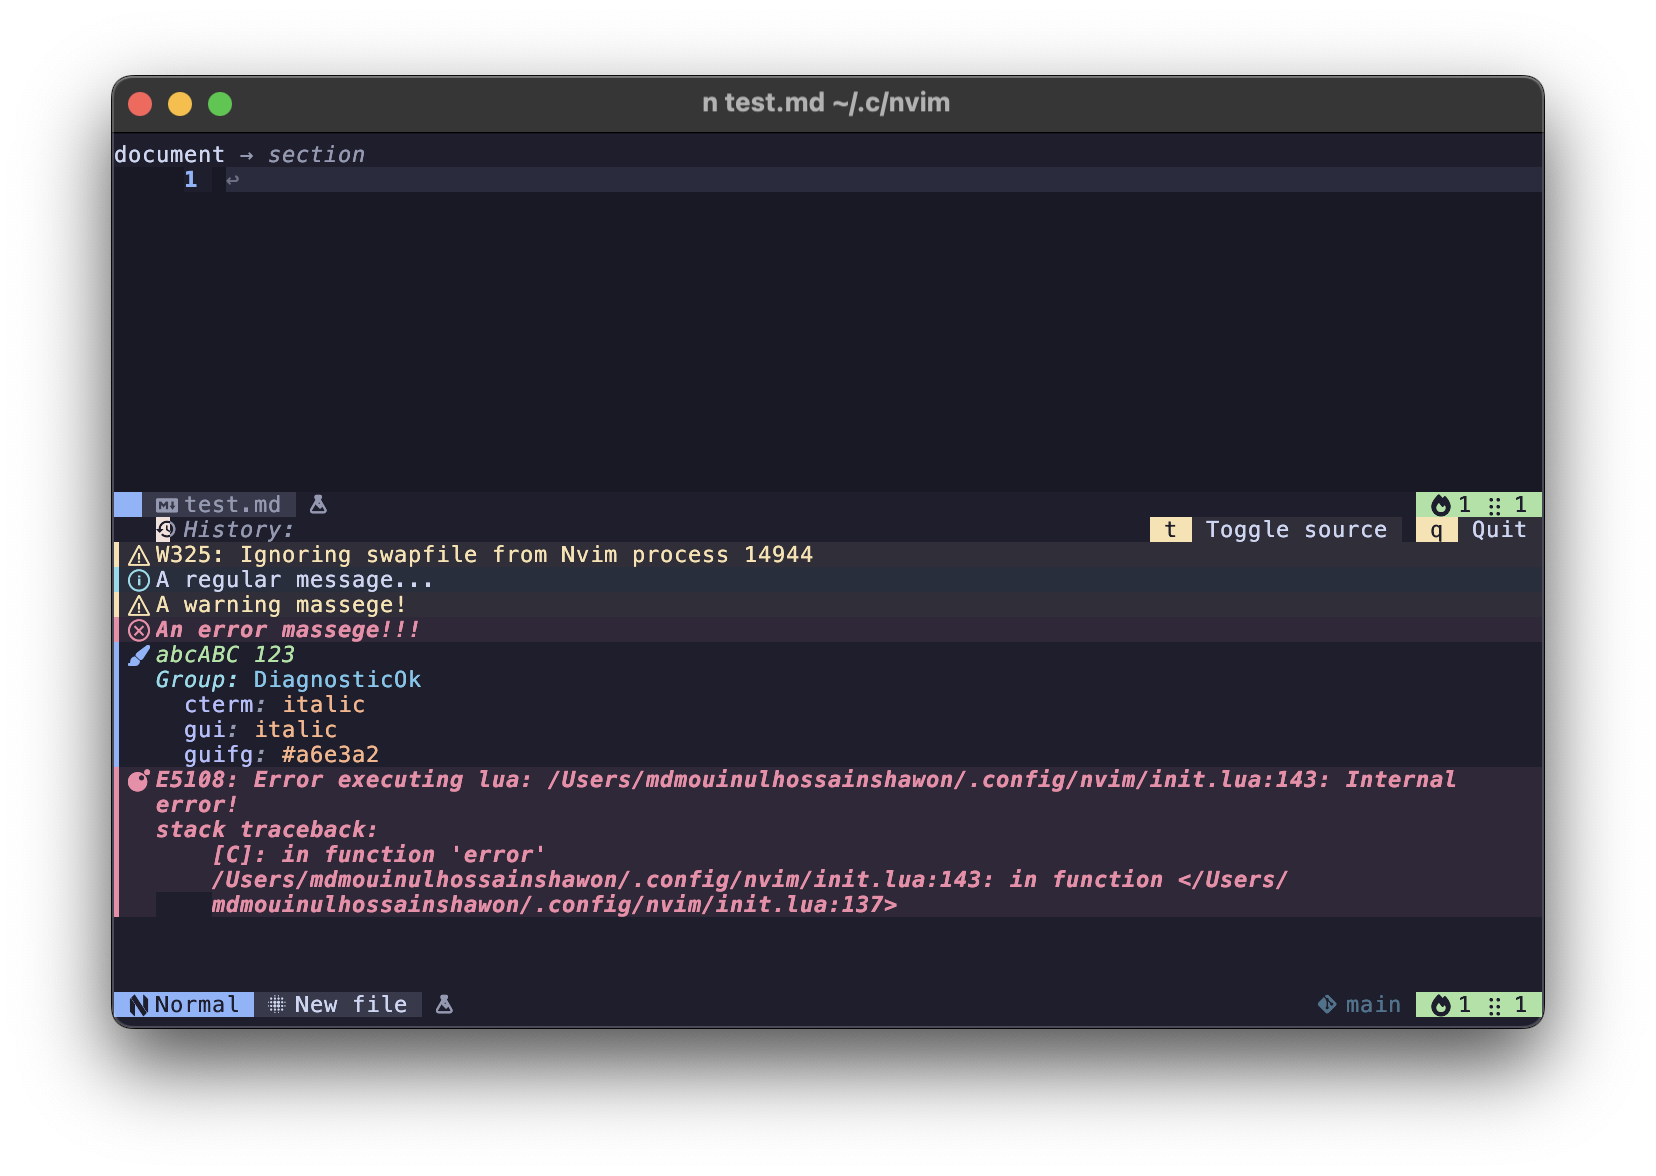 n test.md ~/.c/nvim
document → section
1 ↩
test.md 1 1
History: t Toggle source q Quit
W325: Ignoring swapfile from Nvim process 14944
A regular message...
A warning massege!
An error massege!!!
abcABC 123
Group: DiagnosticOk
cterm: italic
gui: italic
guifg: #a6e3a2
E5108: Error executing lua: /Users/mdmouinulhossainshawon/.config/nvim/init.lua:143: Internal
error!
stack traceback:
[C]: in function 'error'
/Users/mdmouinulhossainshawon/.config/nvim/init.lua:143: in function </Users/
mdmouinulhossainshawon/.config/nvim/init.lua:137>
Normal New file main 1 1